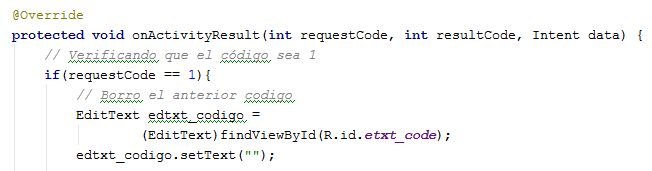 @Override
protected void onActivityResult(int requestCode, int resultCode, Intent data) {
// Verificando que el código sea 1
if(requestCode == 1){
// Borro el anterior codigo
EditText edtxt_codigo =
(EditText)findViewById(R.id.etxt_code);
edtxt_codigo.setText("");